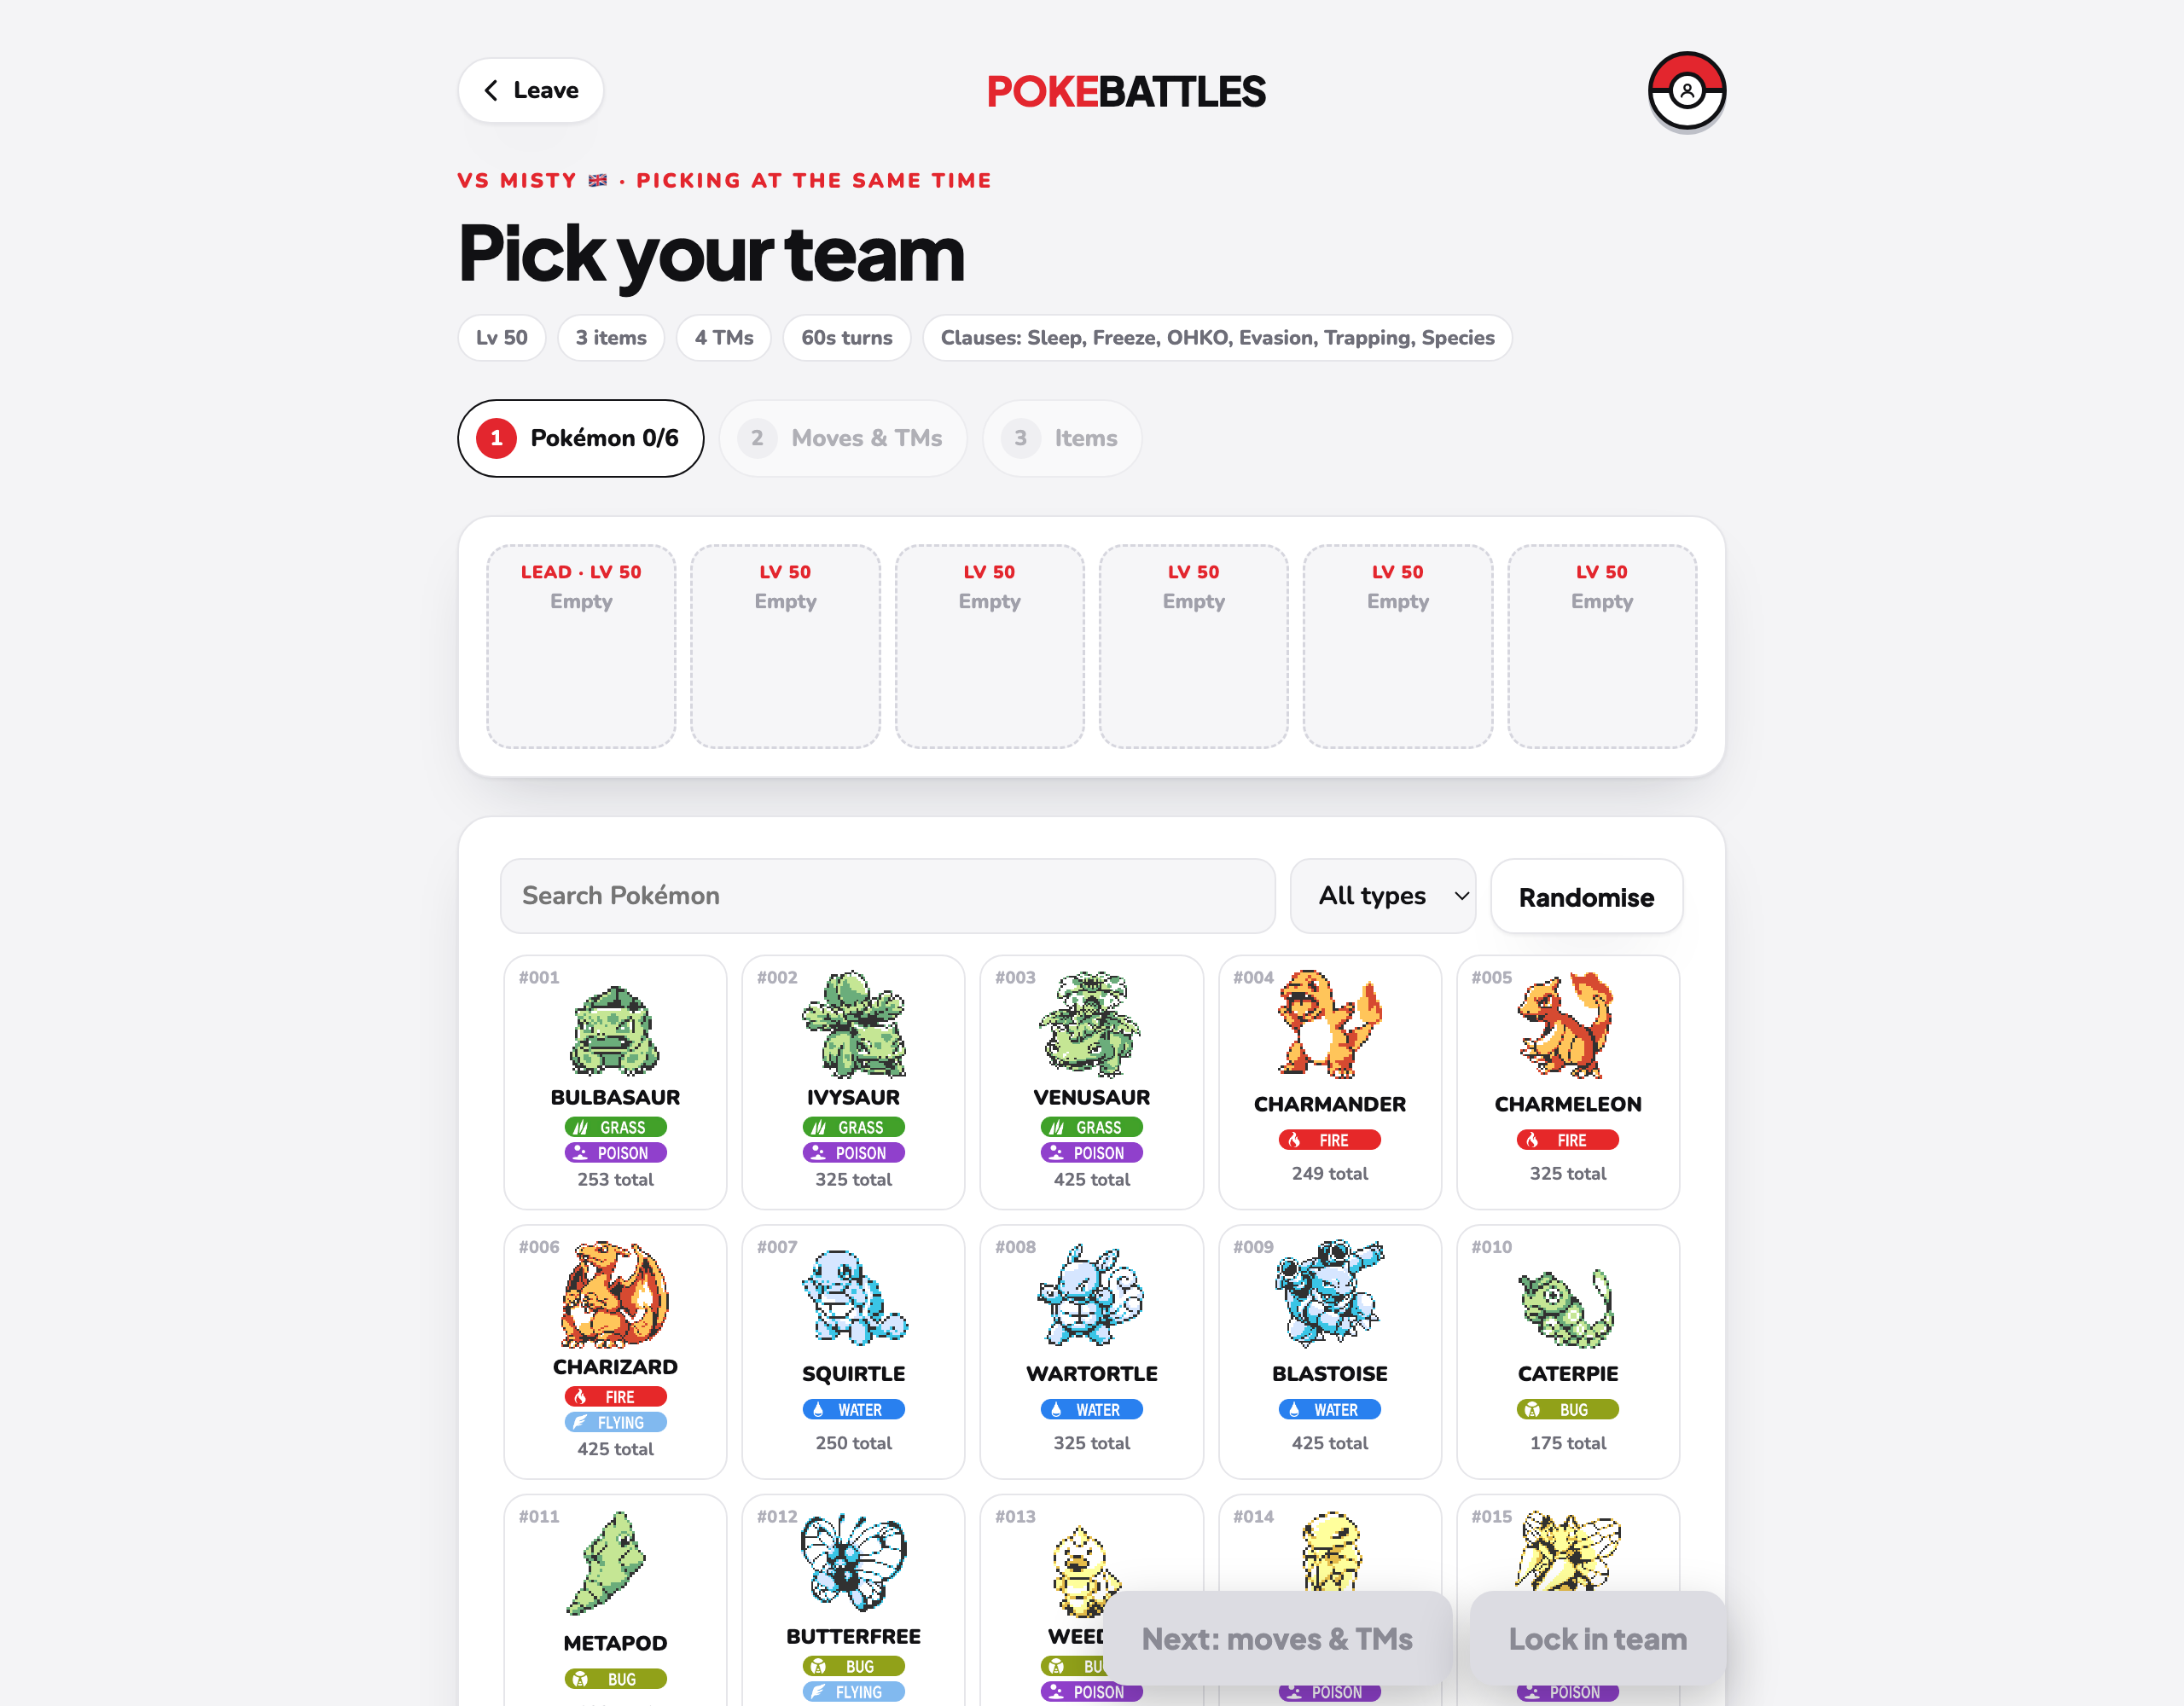 Leave
POKEBATTLES
VS MISTY 🇬🇧 · PICKING AT THE SAME TIME
Pick your team
Lv 50
3 items
4 TMs
60s turns
Clauses: Sleep, Freeze, OHKO, Evasion, Trapping, Species
1 Pokémon 0/6
2 Moves & TMs
3 Items
LEAD · LV 50
Empty
LV 50
Empty
LV 50
Empty
LV 50
Empty
LV 50
Empty
LV 50
Empty
Search Pokémon
All types
Randomise
#001
BULBASAUR
GRASS
POISON
253 total
#002
IVYSAUR
GRASS
POISON
325 total
#003
VENUSAUR
GRASS
POISON
425 total
#004
CHARMANDER
FIRE
249 total
#005
CHARMELEON
FIRE
325 total
#006
CHARIZARD
FIRE
FLYING
425 total
#007
SQUIRTLE
WATER
250 total
#008
WARTORTLE
WATER
325 total
#009
BLASTOISE
WATER
425 total
#010
CATERPIE
BUG
175 total
#011
METAPOD
BUG
#012
BUTTERFREE
BUG
FLYING
#013
WEED
BU
POISON
#014
POISON
#015
POISON
Next: moves & TMs
Lock in team